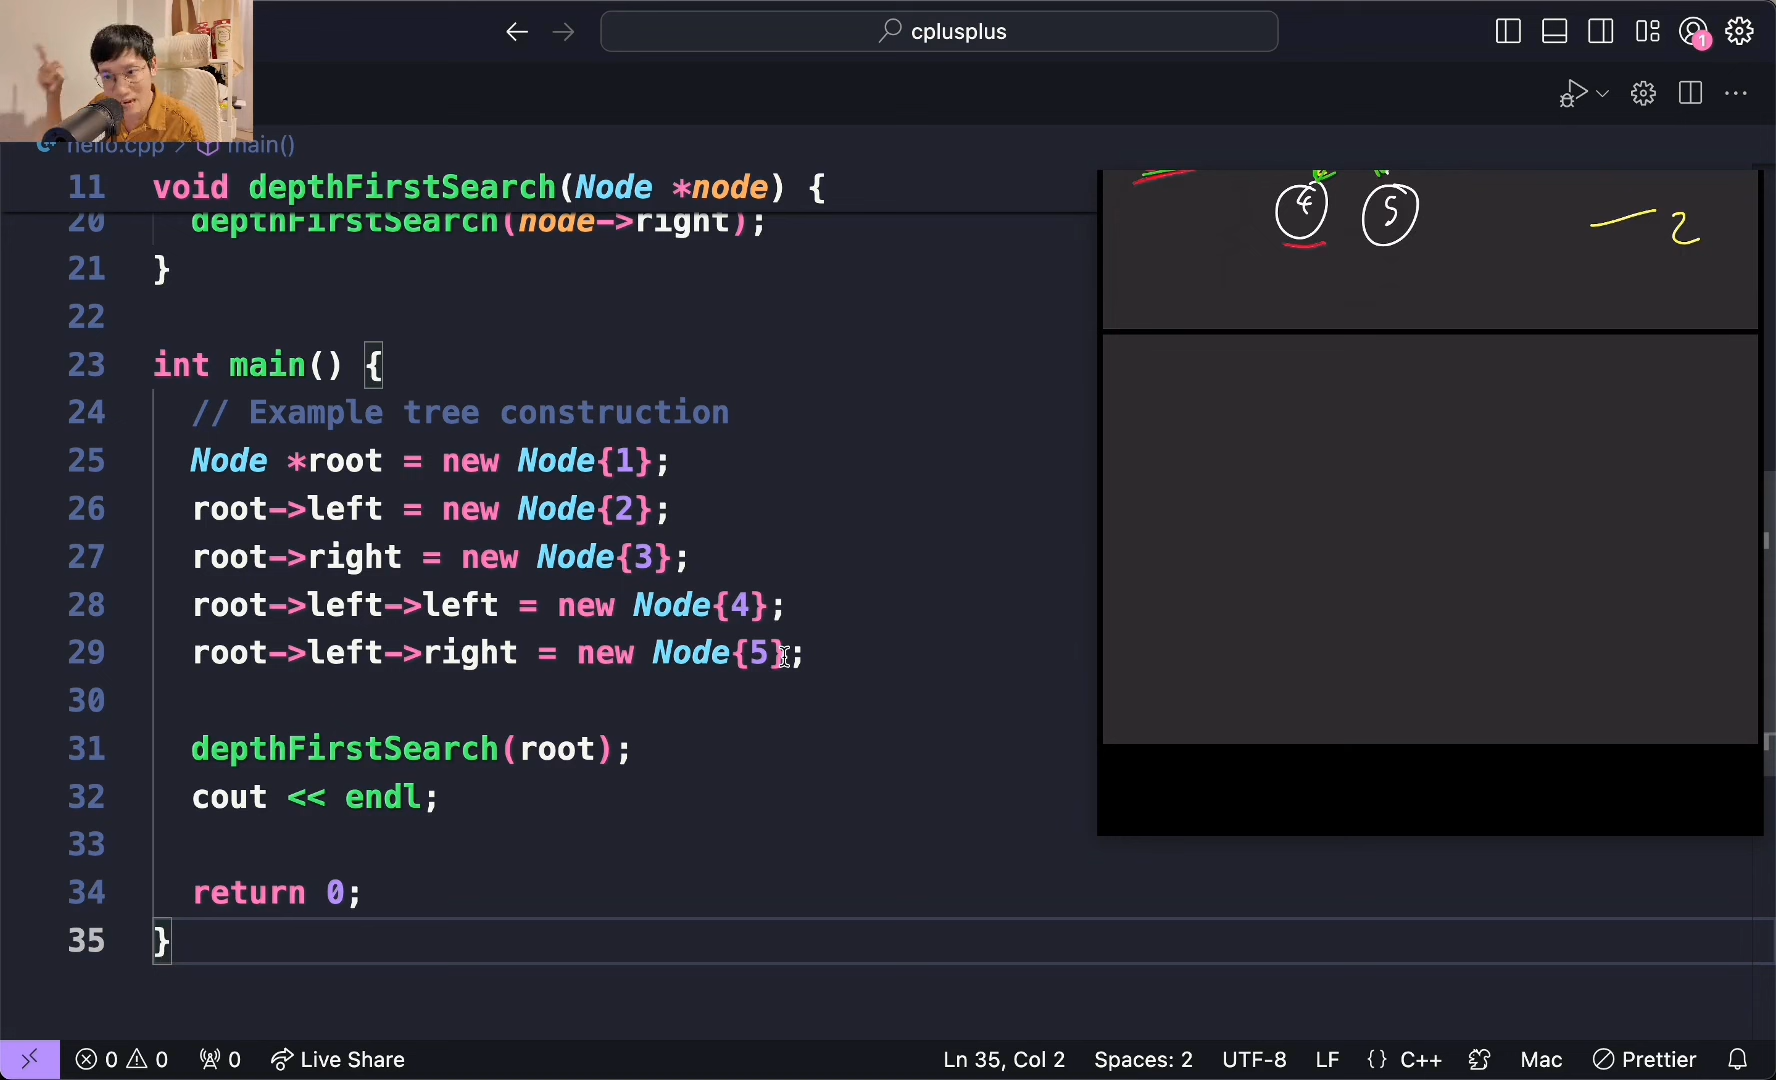 cplusplus
1
hello.cpp > main()
11 void depthFirstSearch(Node *node) {
20 depthFirstSearch(node->right);
21 }
22
23 int main() {
24 // Example tree construction
25 Node *root = new Node{1};
26 root->left = new Node{2};
27 root->right = new Node{3};
28 root->left->left = new Node{4};
29 root->left->right = new Node{5};
30
31 depthFirstSearch(root);
32 cout << endl;
33
34 return 0;
35 }
4 5 2
0 0 0 Live Share Ln 35, Col 2 Spaces: 2 UTF-8 LF {} C++ Mac Prettier